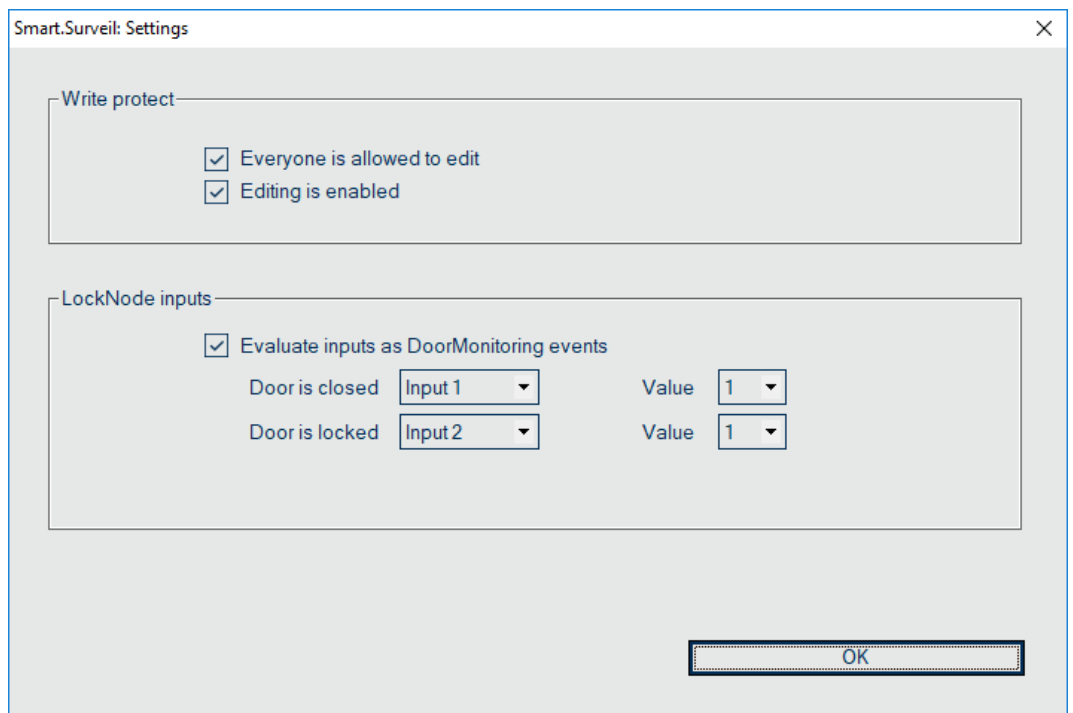 Smart.Surveil: Settings
Write protect
Everyone is allowed to edit
Editing is enabled
LockNode inputs
Evaluate inputs as DoorMonitoring events
Door is closed Input 1 Value 1
Door is locked Input 2 Value 1
OK